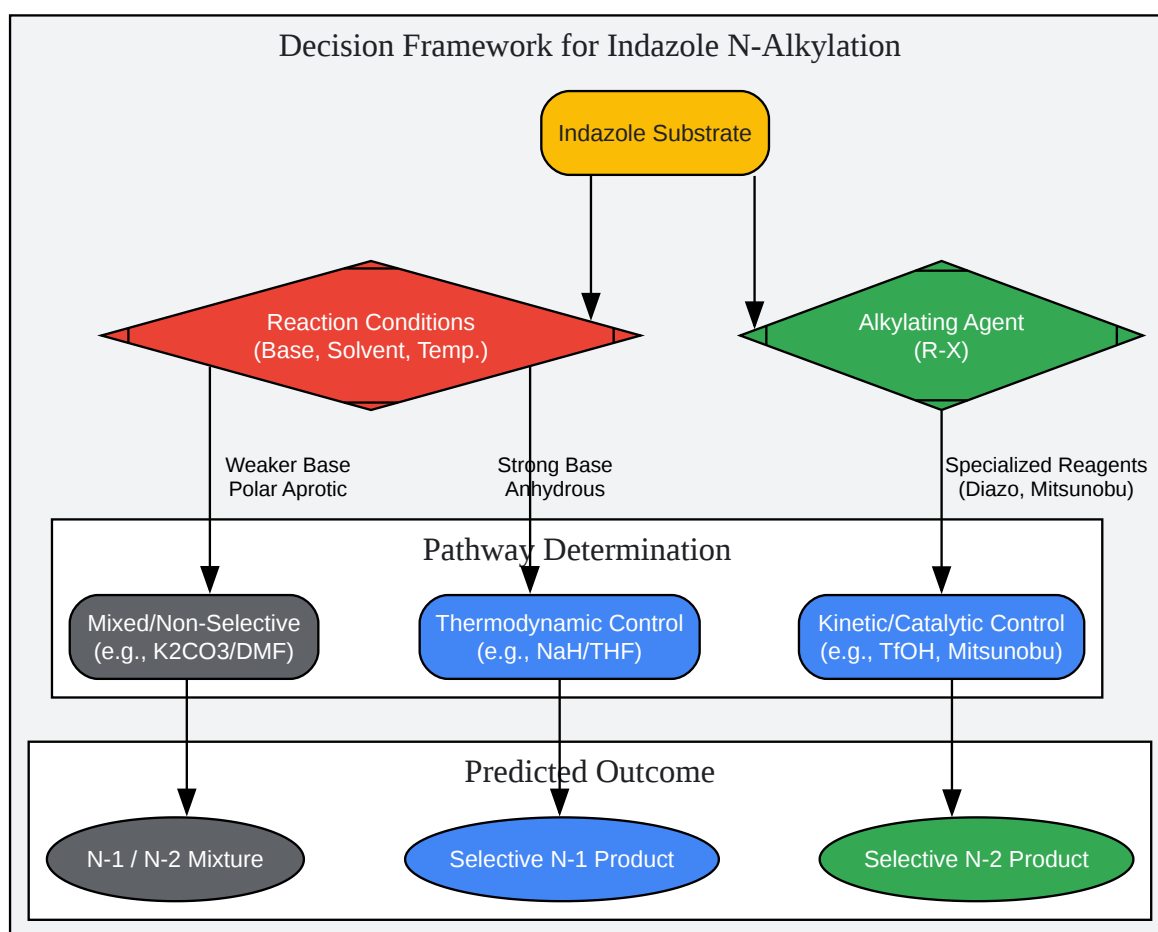 Decision Framework for Indazole N-Alkylation
Indazole Substrate
Reaction Conditions
(Base, Solvent, Temp.)
Alkylating Agent
(R-X)
Weaker Base
Polar Aprotic
Strong Base
Anhydrous
Specialized Reagents
(Diazo, Mitsunobu)
Pathway Determination
Mixed/Non-Selective
(e.g., K2CO3/DMF)
Thermodynamic Control
(e.g., NaH/THF)
Kinetic/Catalytic Control
(e.g., TfOH, Mitsunobu)
Predicted Outcome
N-1 / N-2 Mixture
Selective N-1 Product
Selective N-2 Product